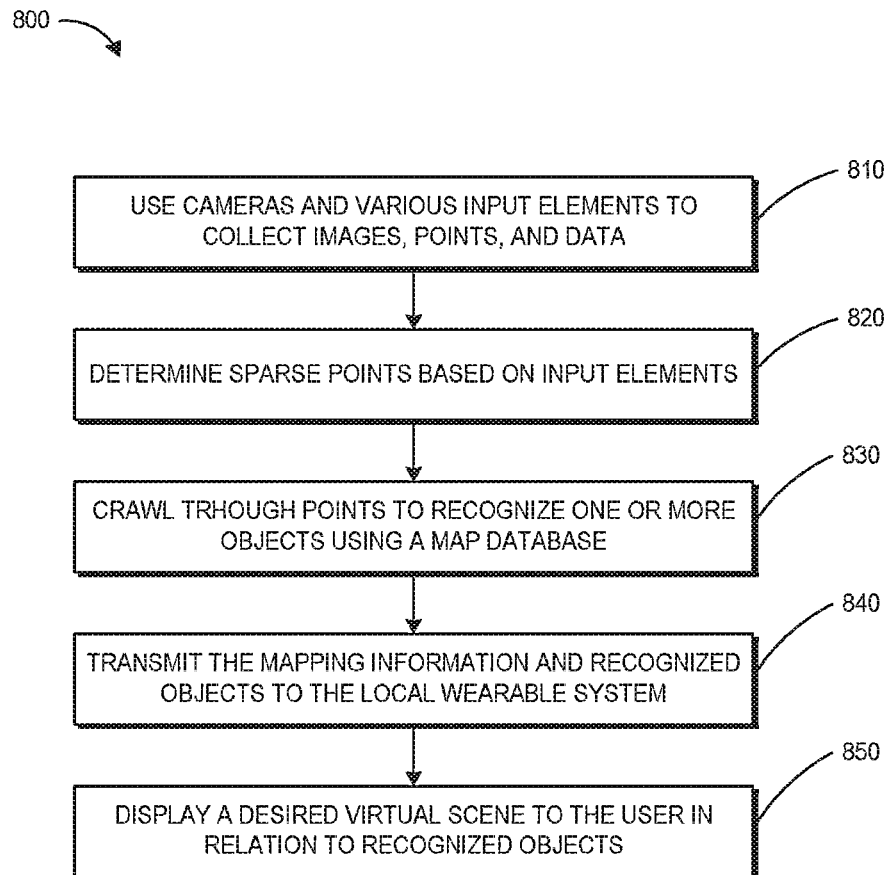 800
810
USE CAMERAS AND VARIOUS INPUT ELEMENTS TO
COLLECT IMAGES, POINTS, AND DATA
820
DETERMINE SPARSE POINTS BASED ON INPUT ELEMENTS
830
CRAWL TRHOUGH POINTS TO RECOGNIZE ONE OR MORE
OBJECTS USING A MAP DATABASE
840
TRANSMIT THE MAPPING INFORMATION AND RECOGNIZED
OBJECTS TO THE LOCAL WEARABLE SYSTEM
850
DISPLAY A DESIRED VIRTUAL SCENE TO THE USER IN
RELATION TO RECOGNIZED OBJECTS